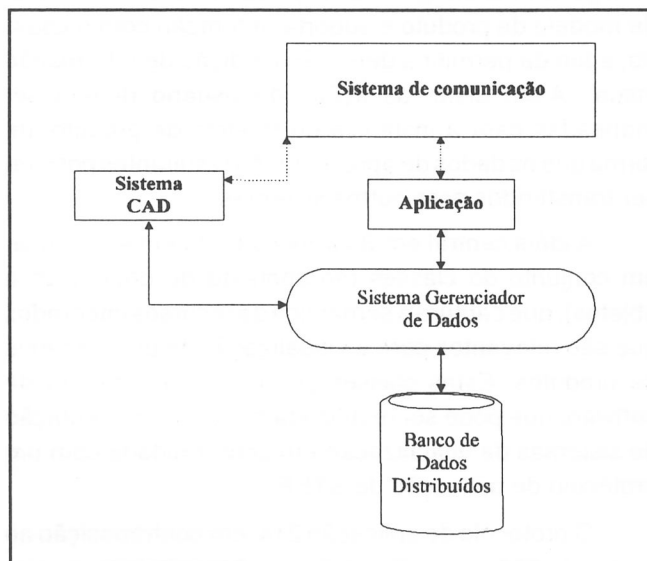 Sistema de comunicação
Sistema
CAD
Aplicação
Sistema Gerenciador
de Dados
Banco de
Dados
Distribuídos